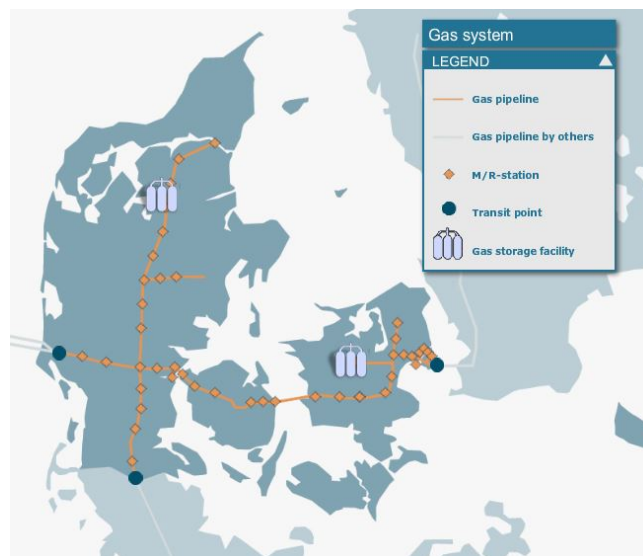 Gas system
LEGEND
Gas pipeline
Gas pipeline by others
M/R-station
Transit point
Gas storage facility